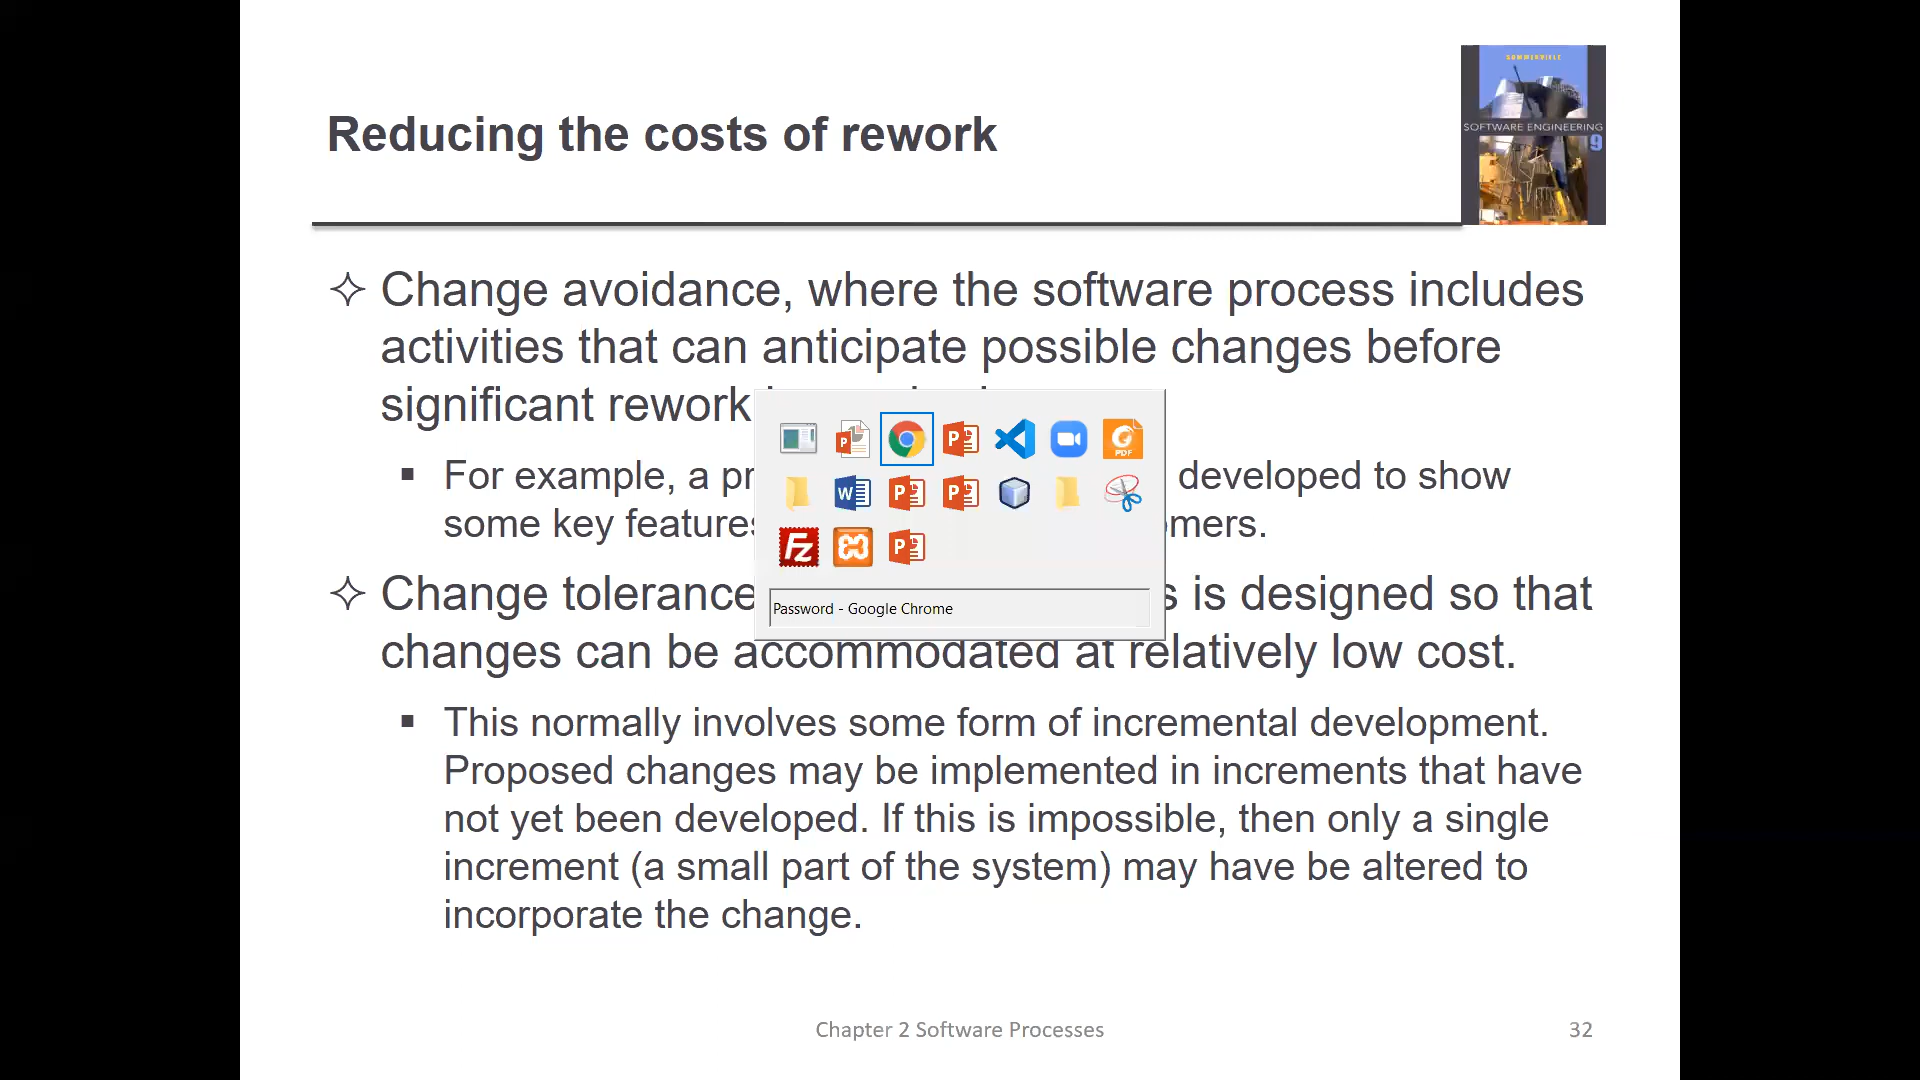 Reducing the costs of rework
SOMMERVILLE
SOFTWARE ENGINEERING
9
Change avoidance, where the software process includes
activities that can anticipate possible changes before
significant rework
▪ For example, a pr developed to show
some key features mers.
Change tolerance s is designed so that
changes can be accommodated at relatively low cost.
▪ This normally involves some form of incremental development.
Proposed changes may be implemented in increments that have
not yet been developed. If this is impossible, then only a single
increment (a small part of the system) may have be altered to
incorporate the change.
PDF
Password - Google Chrome
Chapter 2 Software Processes
32